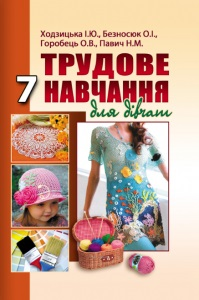 Ходзицька І.Ю., Безносюк О.І.,
Горобець О.В., Павич Н.М.
7 ТРУДОВЕ
НАВЧАННЯ
для дівчат